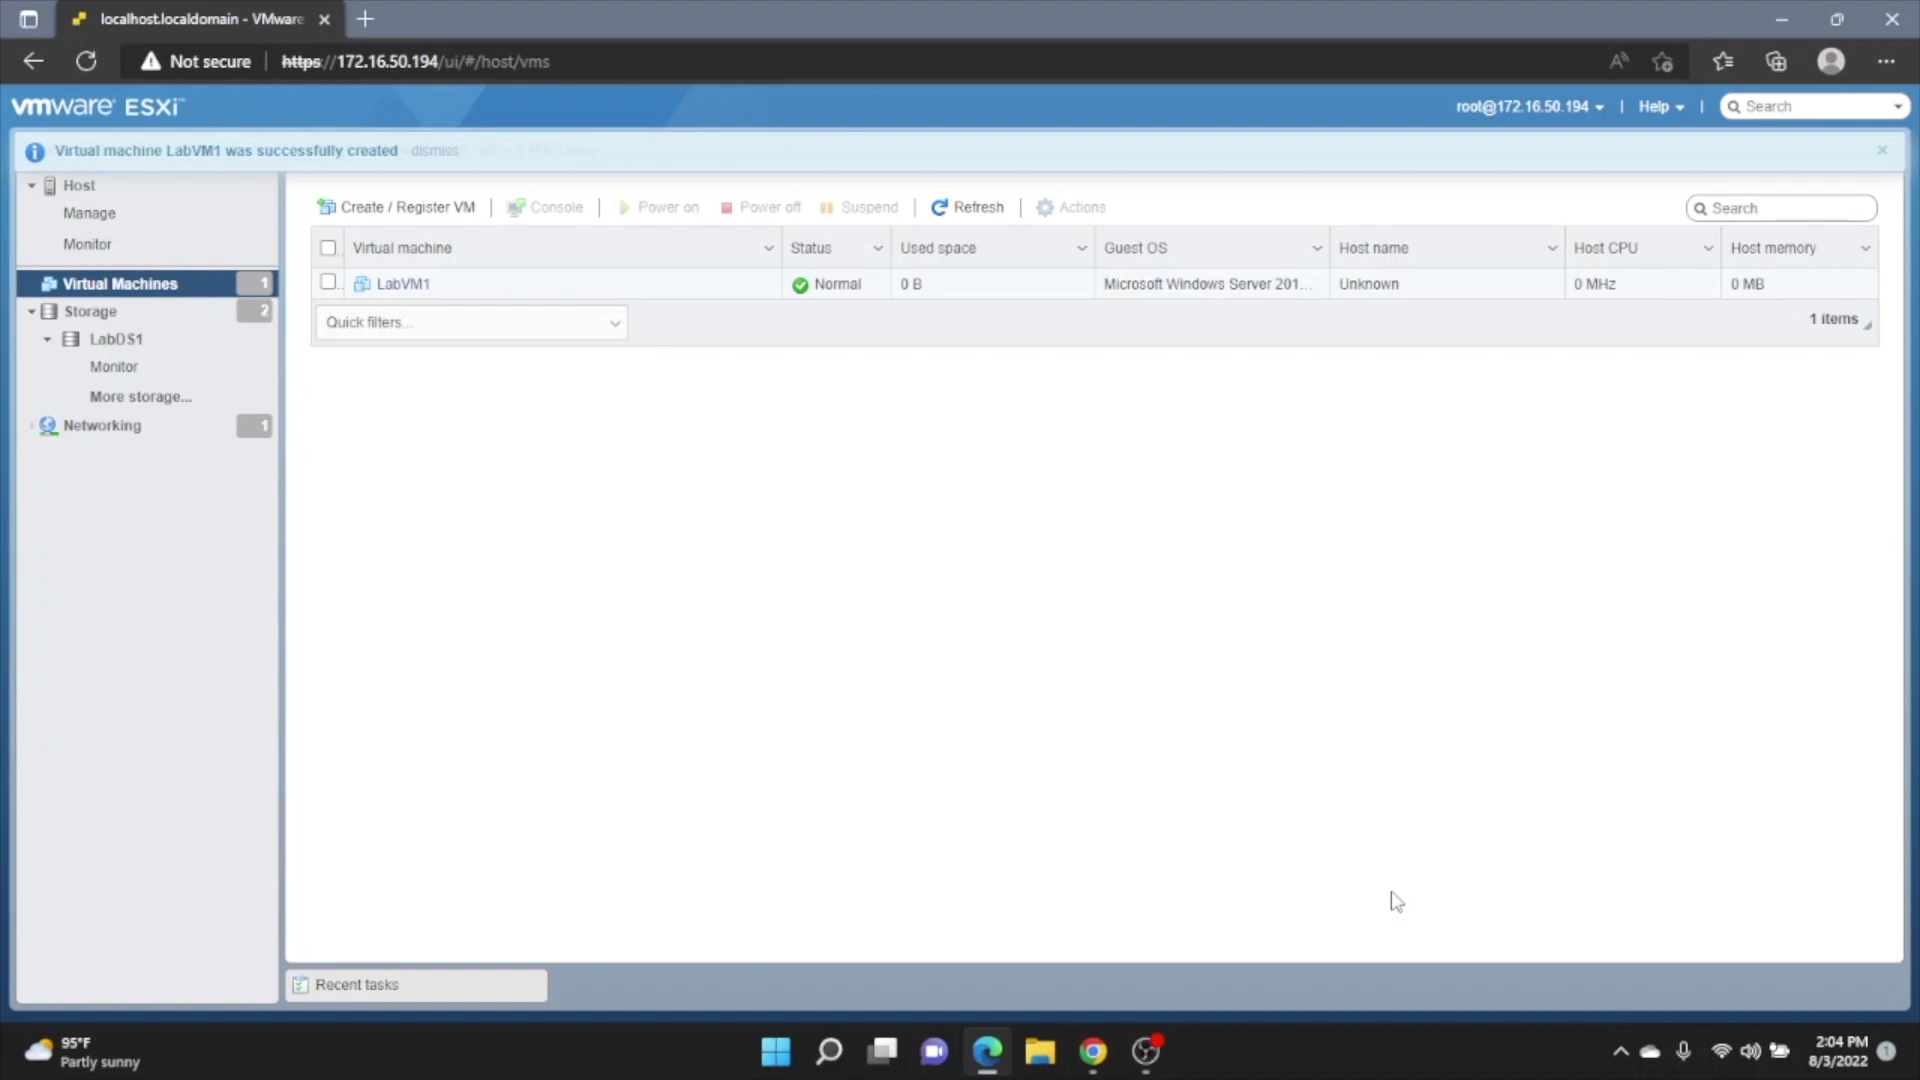 localhost.localdomain - VMware
Not secure https://172.16.50.194/ui/#/host/vms
vmware ESXi™
root@172.16.50.194 | Help | Search
Virtual machine LabVM1 was successfully created - dismiss
Host
Manage
Monitor
Virtual Machines 1
Storage 2
LabDS1
Monitor
More storage...
Networking 1
Create / Register VM | Console | Power on Power off Suspend | Refresh | Actions
Search
Virtual machine Status Used space Guest OS Host name Host CPU Host memory
LabVM1 Normal 0 B Microsoft Windows Server 201... Unknown 0 MHz 0 MB
Quick filters...
1 items
Recent tasks
95°F
Partly sunny
2:04 PM
8/3/2022
1